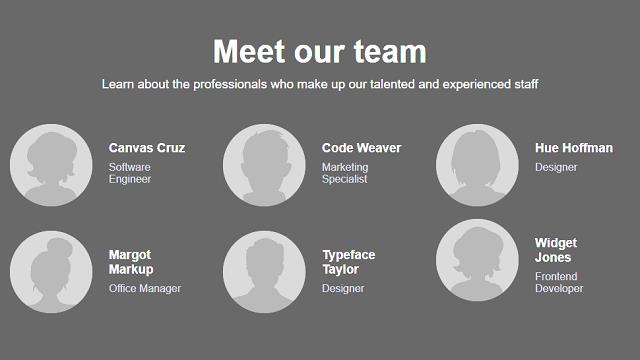 Meet our team
Learn about the professionals who make up our talented and experienced staff
Canvas Cruz
Software
Engineer
Code Weaver
Marketing
Specialist
Hue Hoffman
Designer
Margot
Markup
Office Manager
Typeface
Taylor
Designer
Widget
Jones
Frontend
Developer